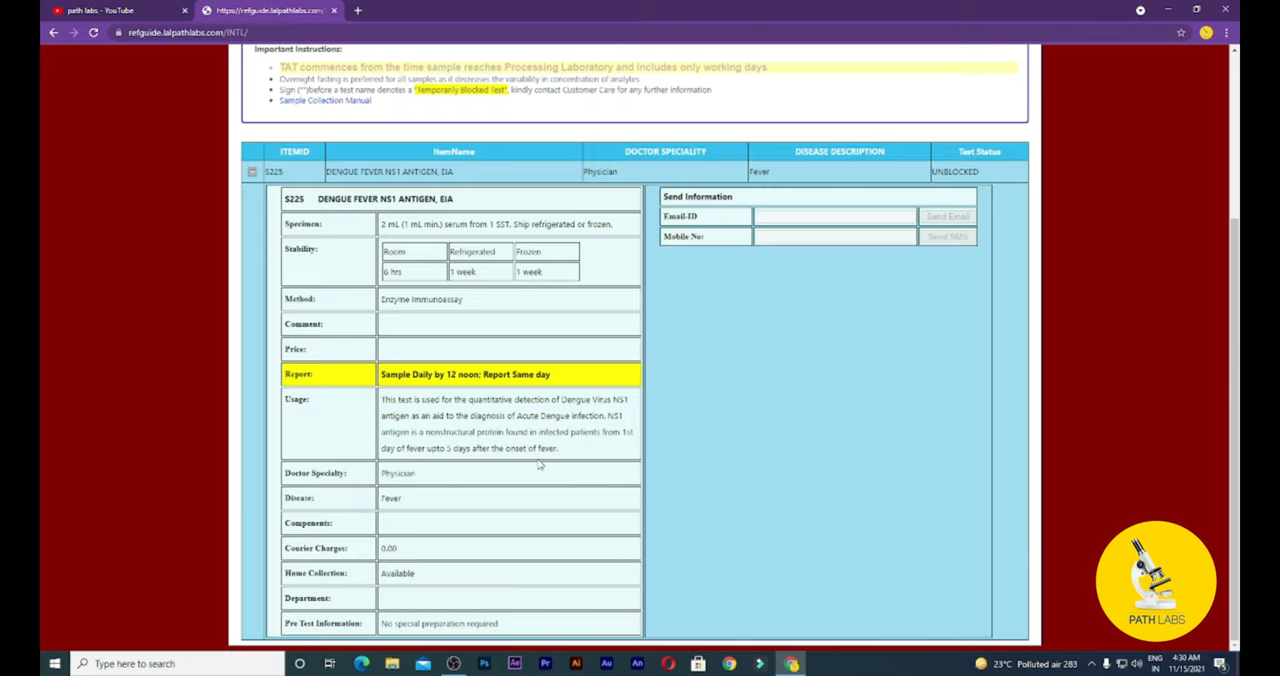 path labs - YouTube
https://refguide.lalpathlabs.com/
refguide.lalpathlabs.com/INTL/
Important Instructions:
TAT commences from the time sample reaches Processing Laboratory and includes only working days
Overnight fasting is preferred for all samples as it decreases the variability in concentration of analytes
Sign (**)before a test name denotes a "Temporarily Blocked Test", kindly contact Customer Care for any further information
Sample Collection Manual
ITEMID ItemName DOCTOR SPECIALITY DISEASE DESCRIPTION Test Status
S225 DENGUE FEVER NS1 ANTIGEN, EIA Physician Fever UNBLOCKED
S225 DENGUE FEVER NS1 ANTIGEN, EIA
Specimen: 2 mL (1 mL min.) serum from 1 SST. Ship refrigerated or frozen.
Stability: Room Refrigerated Frozen
6 hrs 1 week 1 week
Method: Enzyme Immunoassay
Comment:
Price:
Report: Sample Daily by 12 noon; Report Same day
Usage: This test is used for the quantitative detection of Dengue Virus NS1
antigen as an aid to the diagnosis of Acute Dengue infection. NS1
antigen is a nonstructural protein found in infected patients from 1st
day of fever upto 5 days after the onset of fever.
Doctor Specialty: Physician
Disease: Fever
Components:
Courier Charges: 0.00
Home Collection: Available
Department:
Pre Test Information: No special preparation required
Send Information
Email-ID Send Email
Mobile No: Send SMS
PATH LABS
Type here to search
23°C Polluted air 283
ENG
IN
4:30 AM
11/15/2021